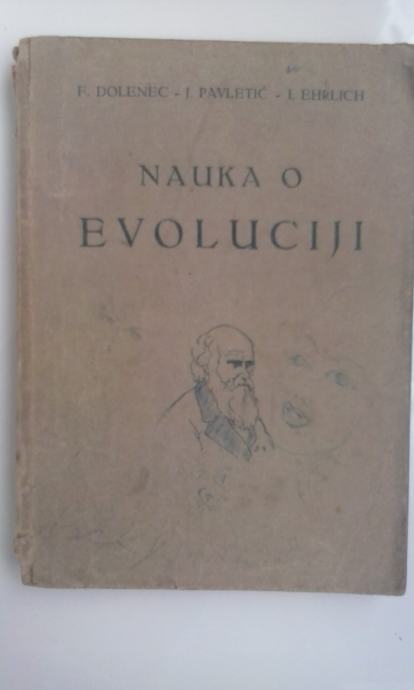 F. DOLENEC - J. PAVLETIĆ - I. EHRLICH
NAUKA O
EVOLUCIJI